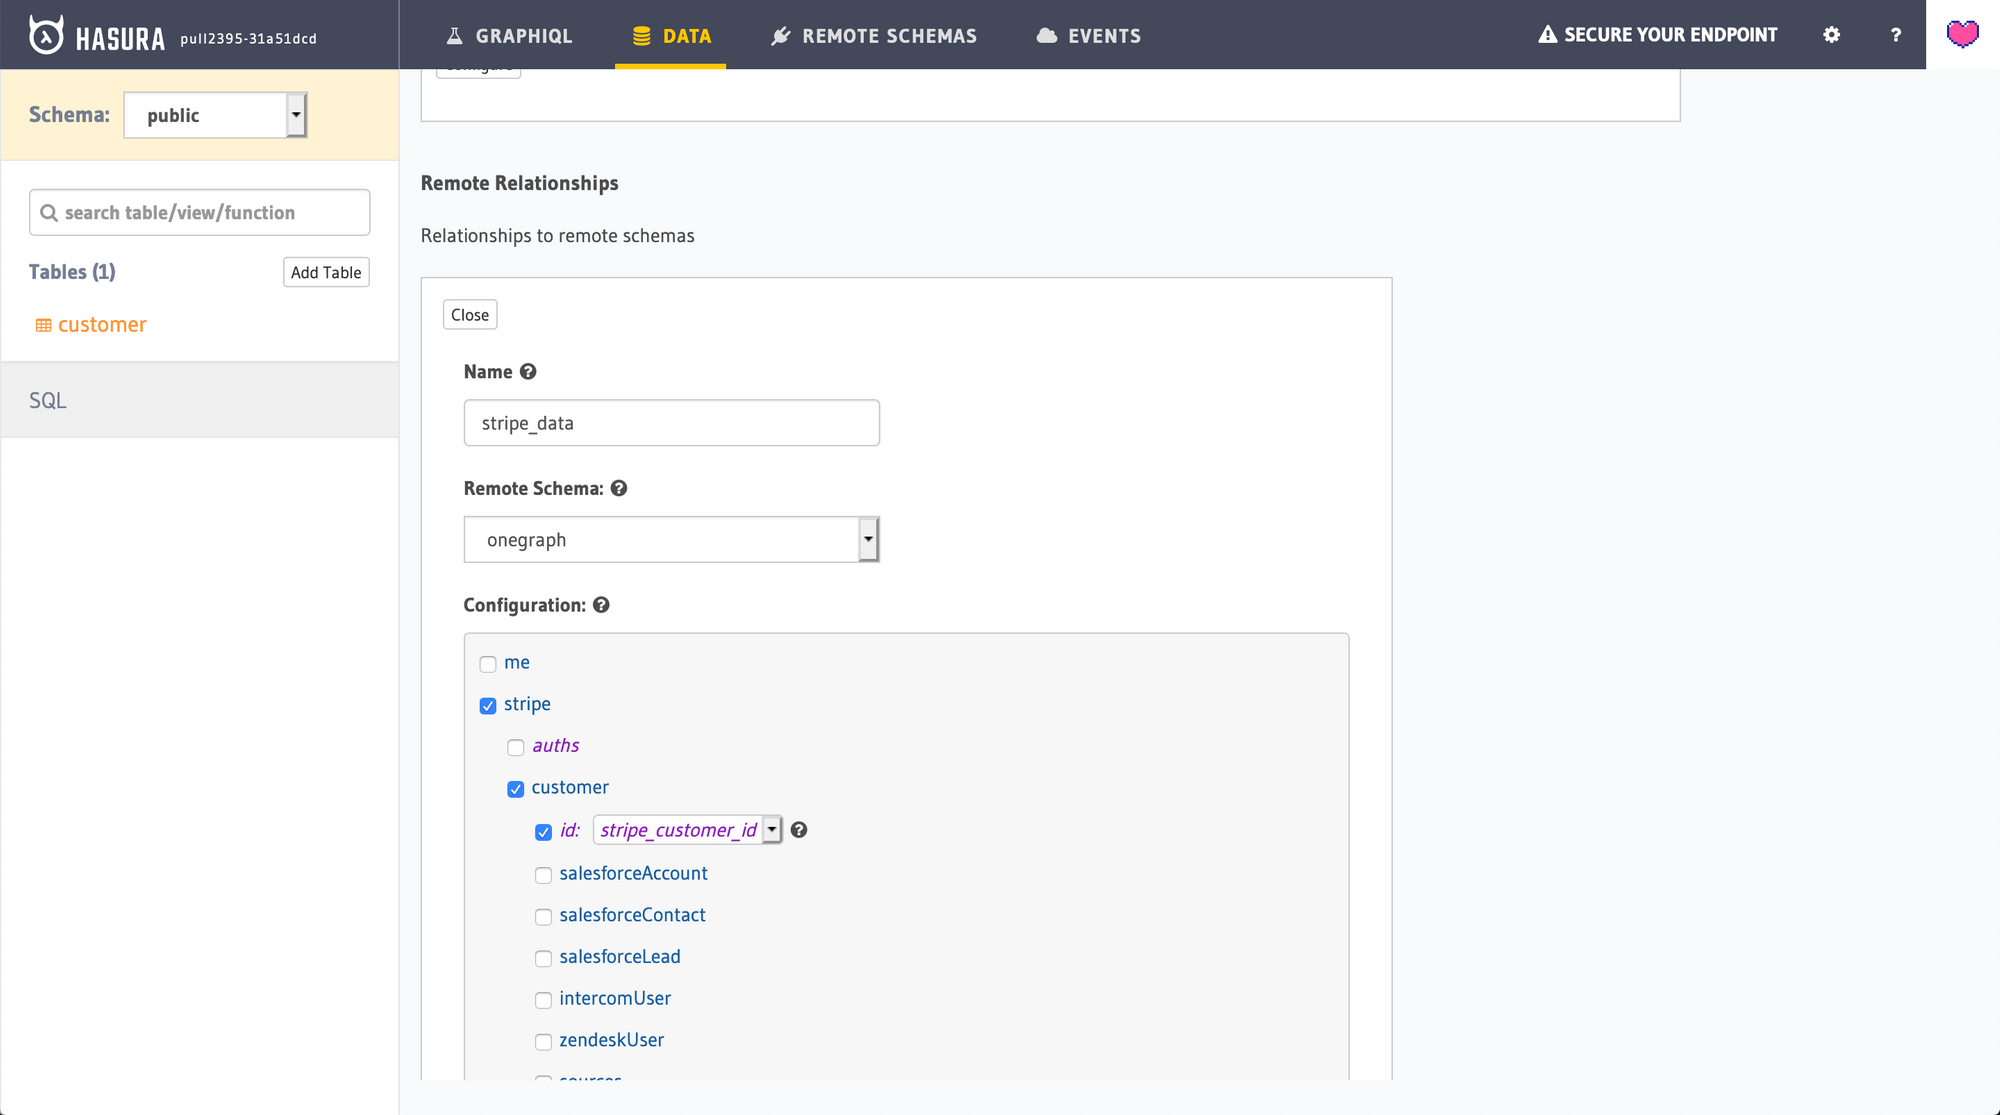 HASURA pull2395-31a51dcd
GRAPHIQL
DATA
REMOTE SCHEMAS
EVENTS
SECURE YOUR ENDPOINT
?
Schema: public
search table/view/function
Tables (1) Add Table
customer
SQL
Remote Relationships
Relationships to remote schemas
Close
Name ?
stripe_data
Remote Schema: ?
onegraph
Configuration: ?
me
stripe
auths
customer
id: stripe_customer_id ?
salesforceAccount
salesforceContact
salesforceLead
intercomUser
zendeskUser
sources